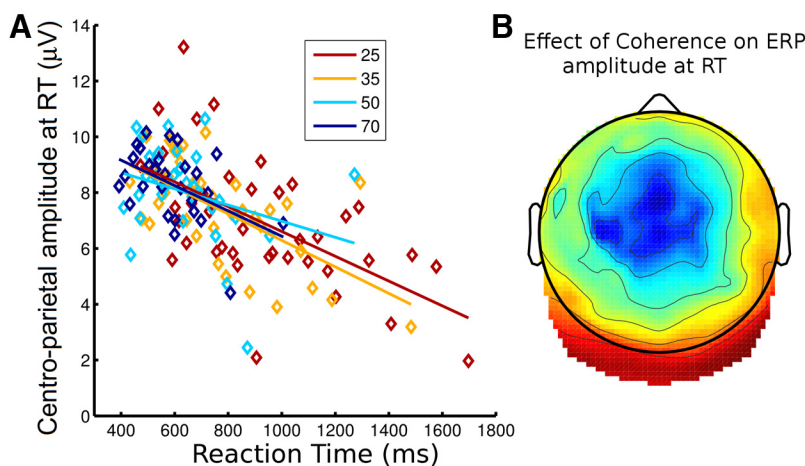 A
Centro-parietal amplitude at RT (μV)
14
12
10
8
6
4
2
0
400 600 800 1000 1200 1400 1600 1800
Reaction Time (ms)
25
35
50
70
B
Effect of Coherence on ERP
amplitude at RT